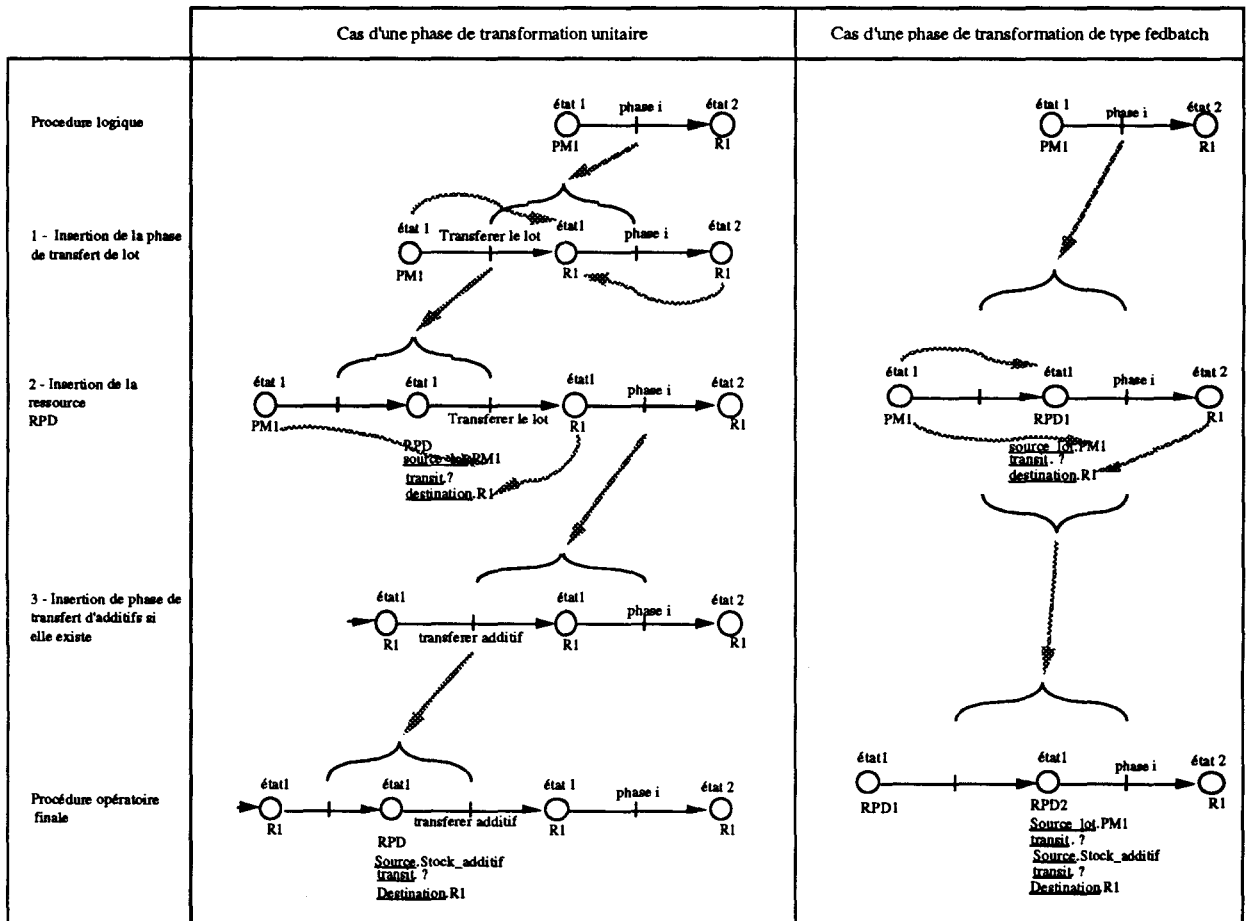 Cas d'une phase de transformation unitaire
Cas d'une phase de transformation de type fedbatch
Procedure logique
état 1
phase i
état 2
PM1
R1
état 1
phase i
état 2
PM1
R1
1 - Insertion de la phase
de transfert de lot
état 1
Transferer le lot
état1
phase i
état 2
PM1
R1
R1
2 - Insertion de la
ressource
RPD
état 1
état 1
état1
phase i
état 2
PM1
Transferer le lot
R1
R1
RPD
source_lot.PM1
transit.?
destination.R1
état 1
état1
phase i
état 2
PM1
RPD1
R1
source_lot.PM1
transit. ?
destination.R1
3 - Insertion de phase de
transfert d'additifs si
elle existe
état1
état1
phase i
état 2
R1
transferer additif
R1
R1
Procédure opératoire
finale
état1
état1
état 1
phase i
état 2
R1
transferer additif
R1
R1
RPD
Source.Stock_additif
transit. ?
Destination.R1
état1
état1
phase i
état 2
RPD1
RPD2
R1
Source_lot.PM1
transit. ?
Source.Stock_additif
transit. ?
Destination.R1